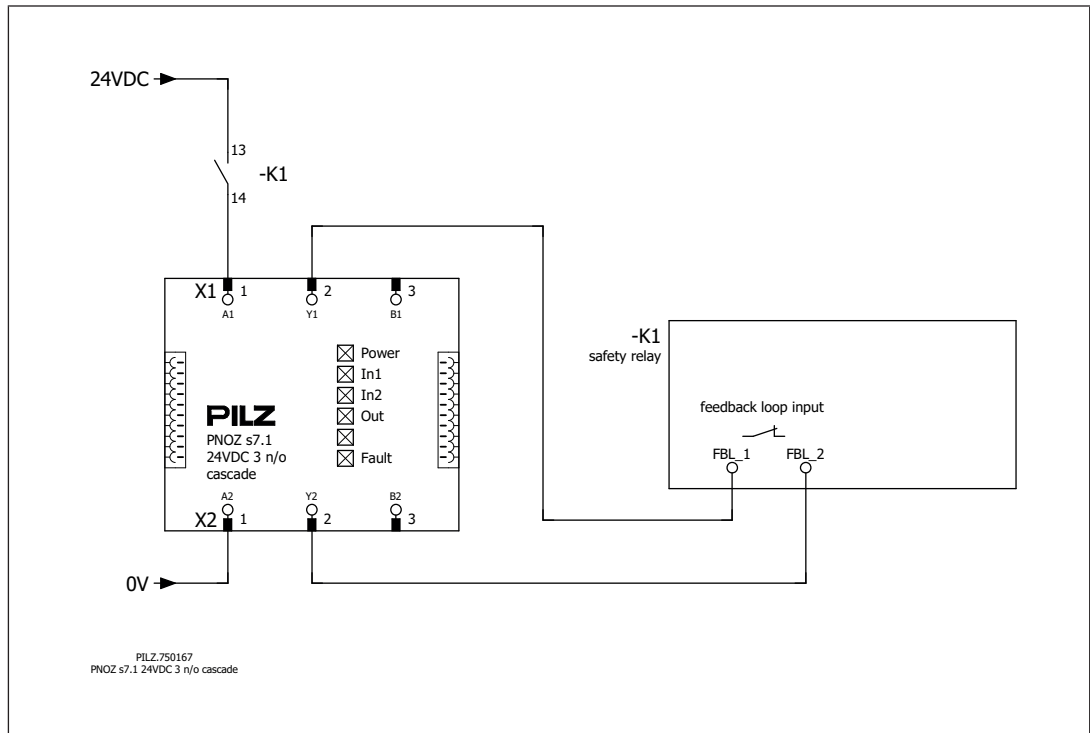 24VDC
13
-K1
14
X1 1 2 3
A1 Y1 B1
-K1
safety relay
Power
In1
In2
Out
Fault
feedback loop input
FBL_1 FBL_2
PILZ
PNOZ s7.1
24VDC 3 n/o
cascade
A2 Y2 B2
X2 1 2 3
0V
PILZ.750167
PNOZ s7.1 24VDC 3 n/o cascade